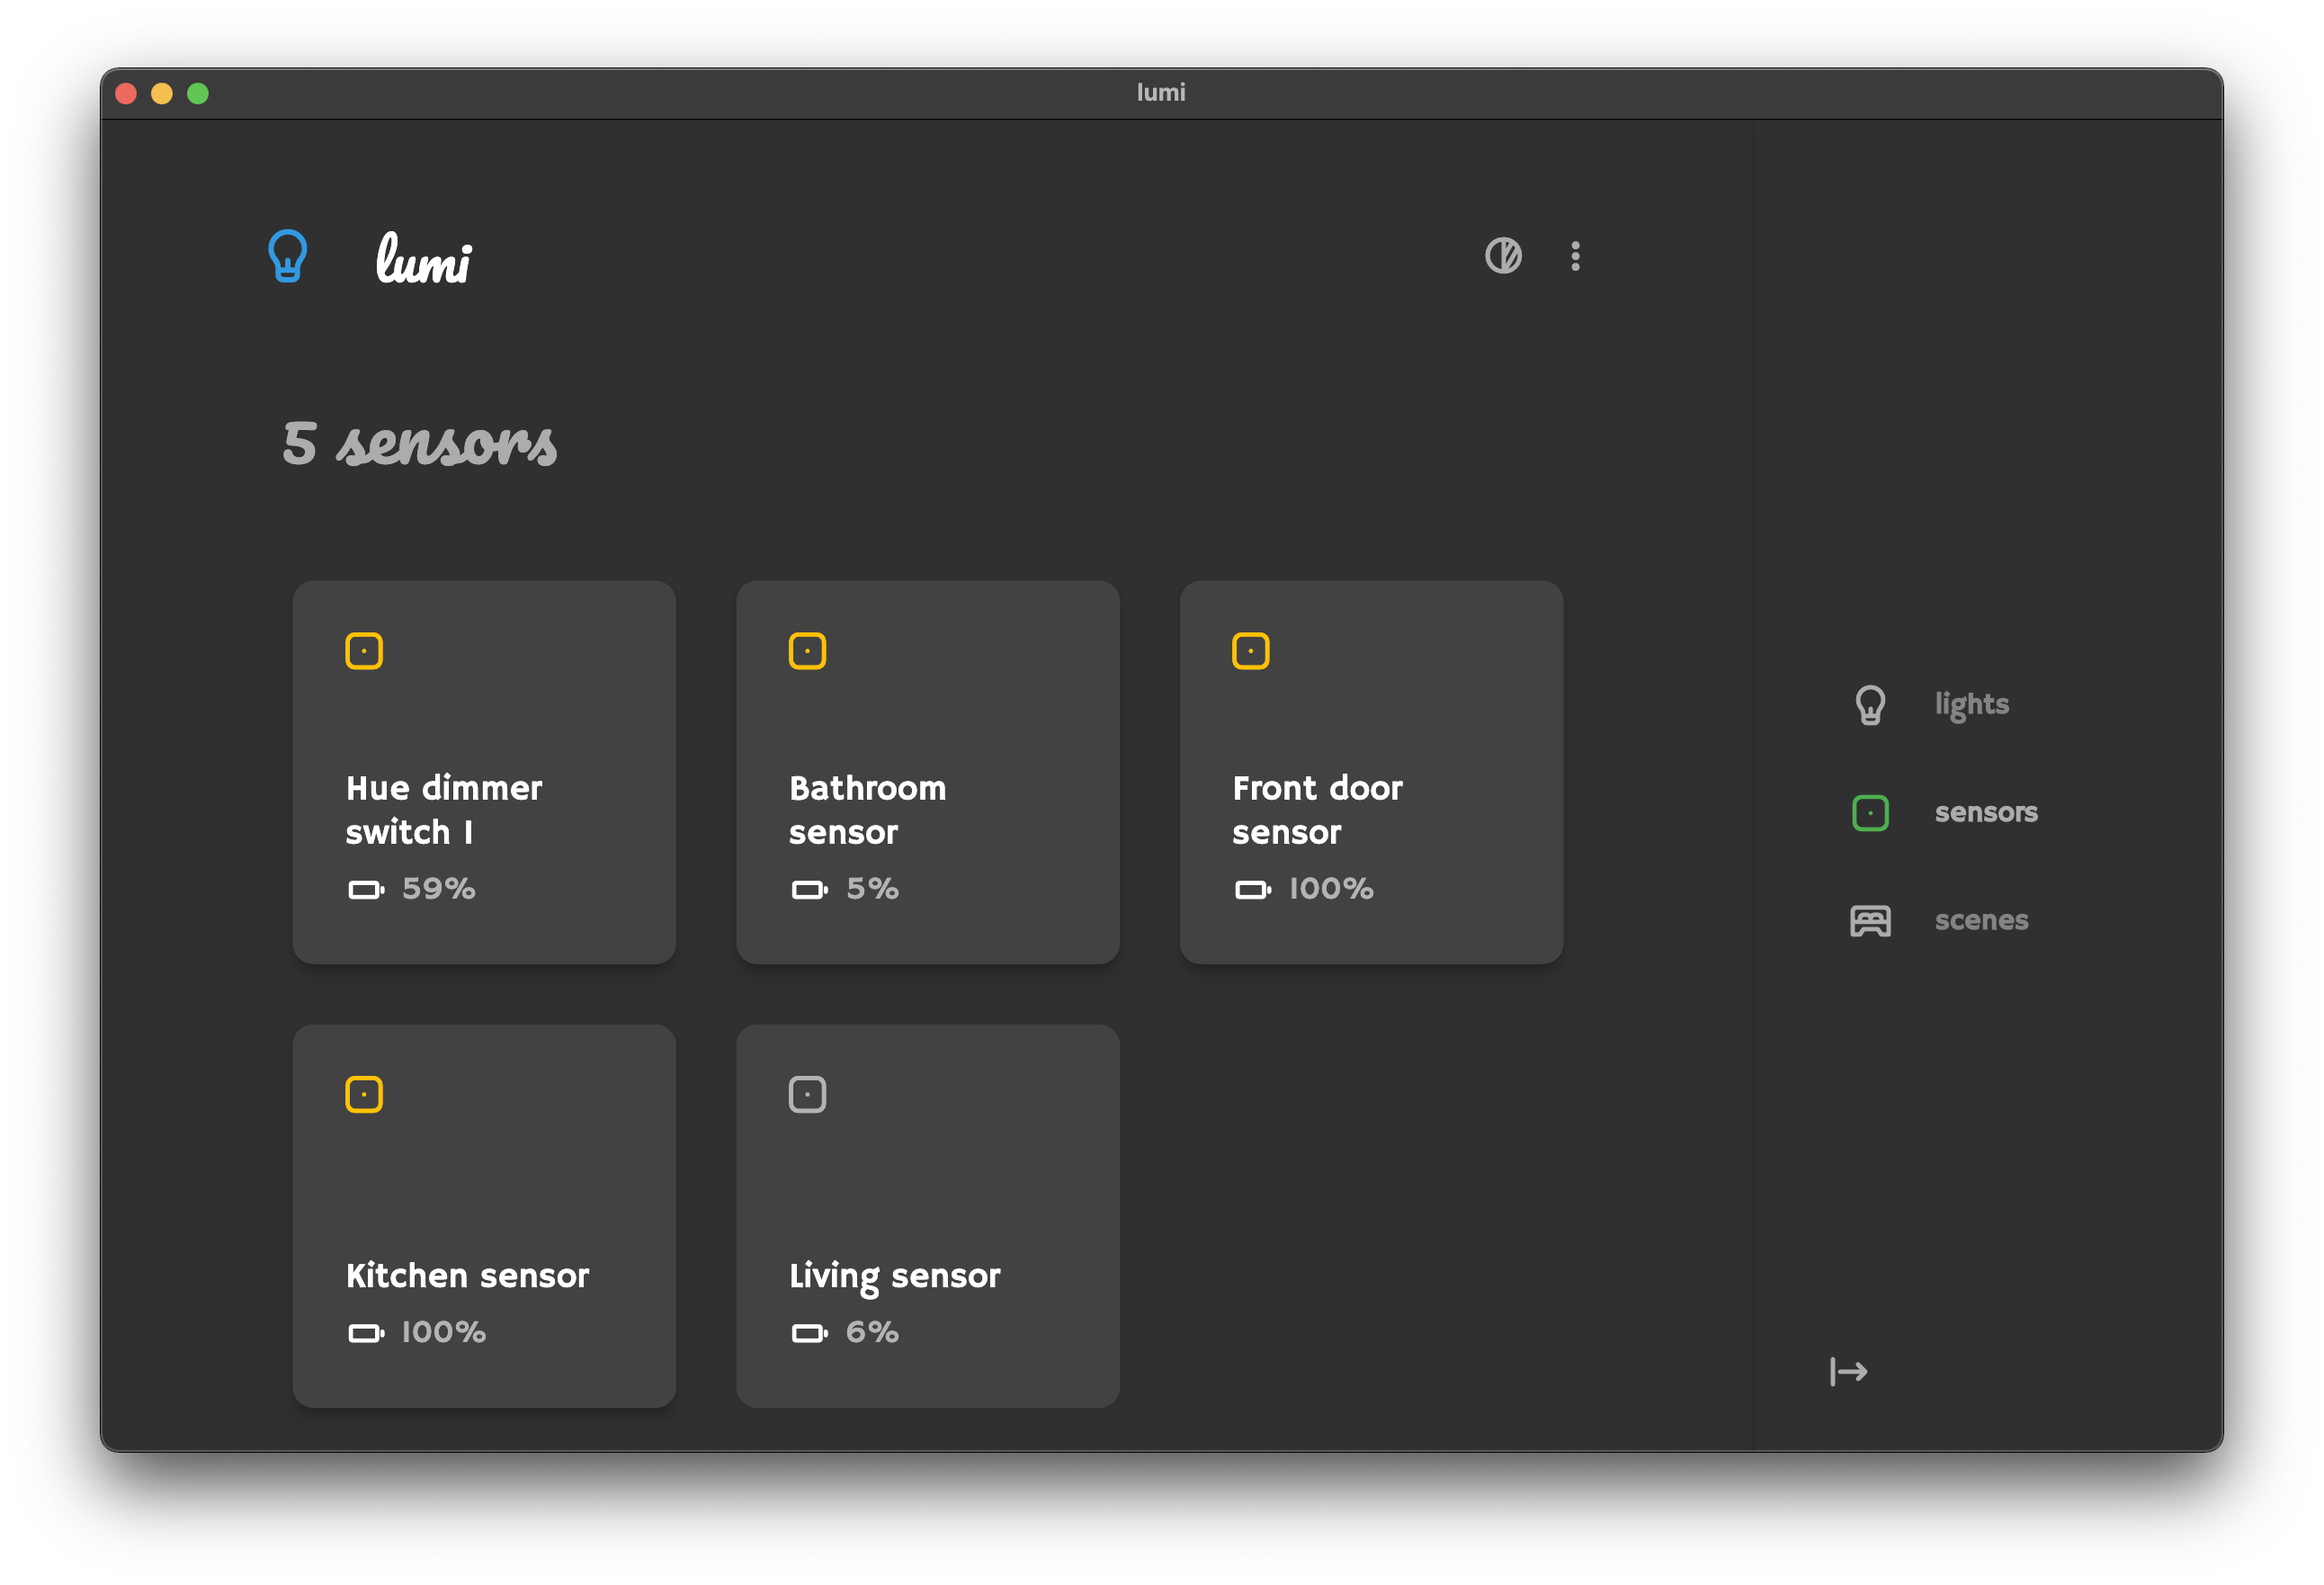 lumi
lumi
5 sensors
Hue dimmer
switch 1
59%
Bathroom
sensor
5%
Front door
sensor
100%
Kitchen sensor
100%
Living sensor
6%
lights
sensors
scenes